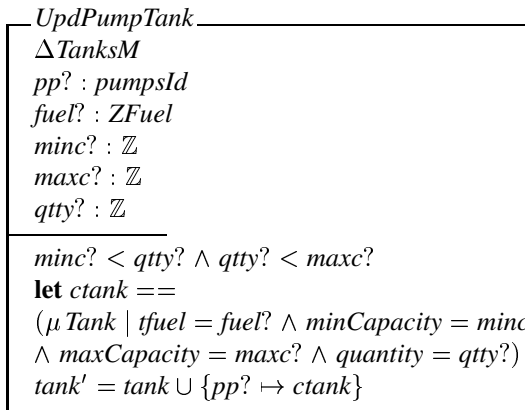 UpdPumpTank
ΔTanksM
pp? : pumpsId
fuel? : ZFuel
minc? : ℤ
maxc? : ℤ
qtty? : ℤ
minc? < qtty? ∧ qtty? < maxc?
let ctank ==
(μ Tank | tfuel = fuel? ∧ minCapacity = minc
∧ maxCapacity = maxc? ∧ quantity = qtty?)
tank′ = tank ∪ {pp? ↦ ctank}